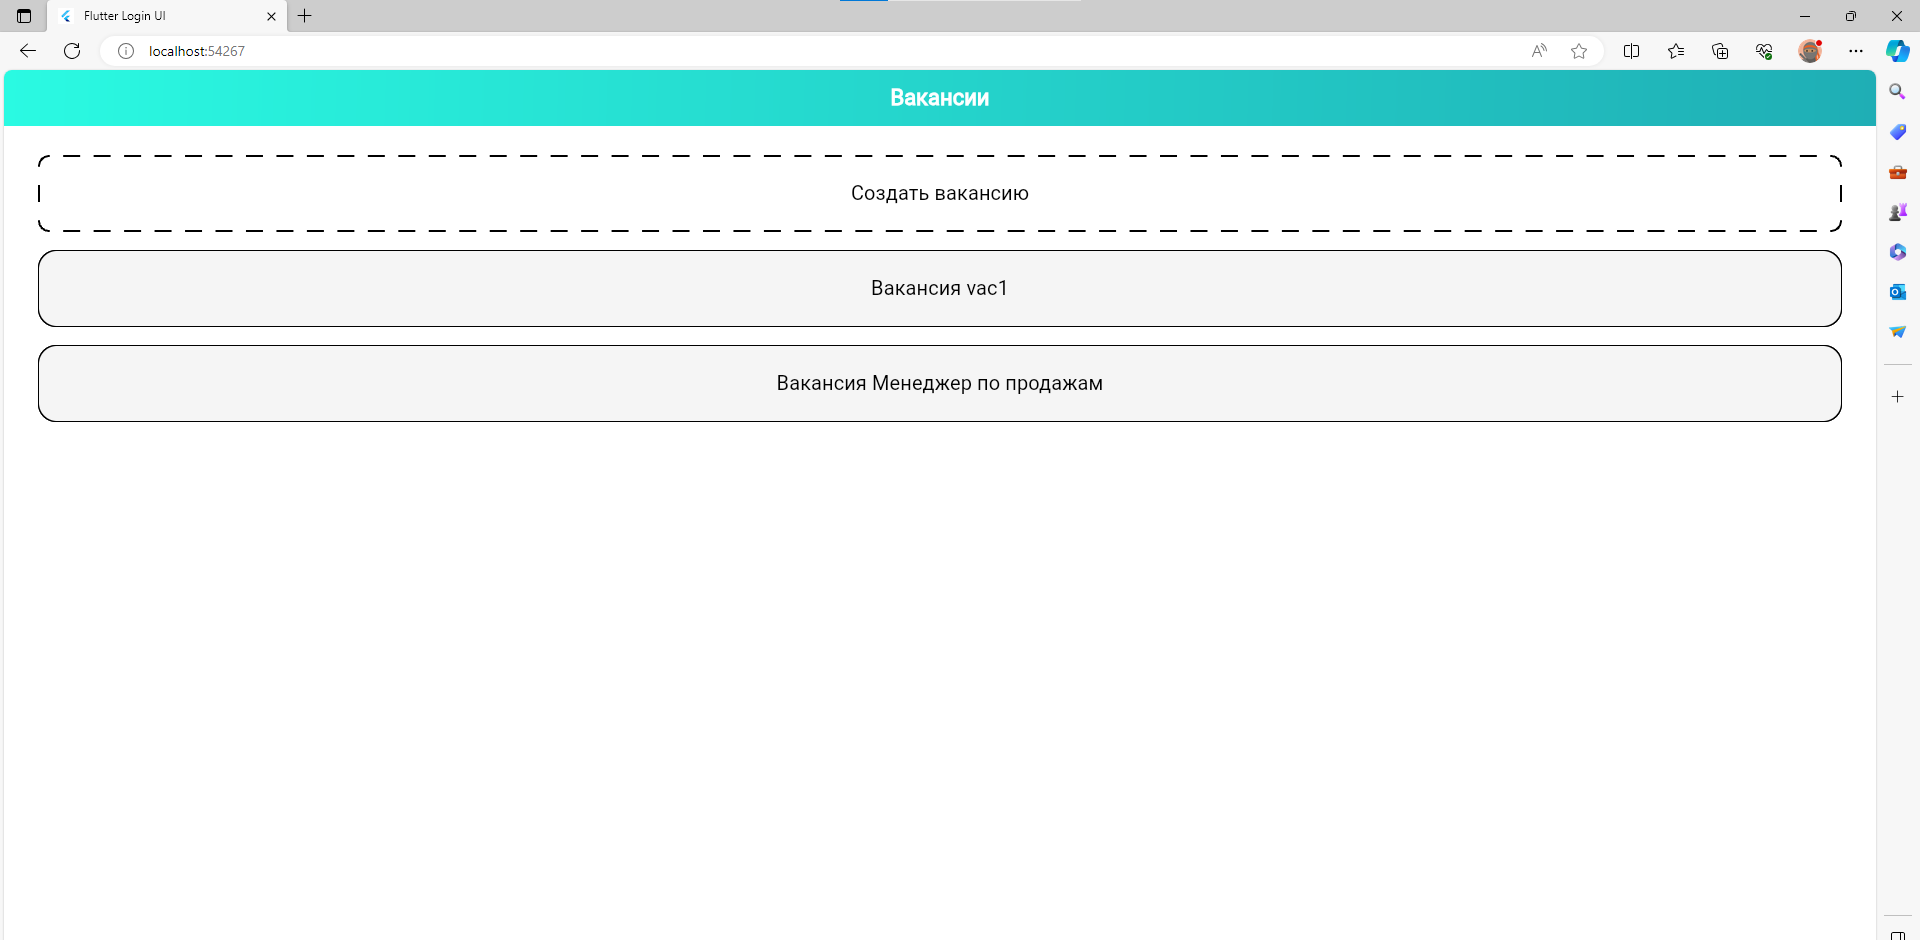 Flutter Login UI
localhost:54267
Вакансии
Создать вакансию
Вакансия vac1
Вакансия Менеджер по продажам